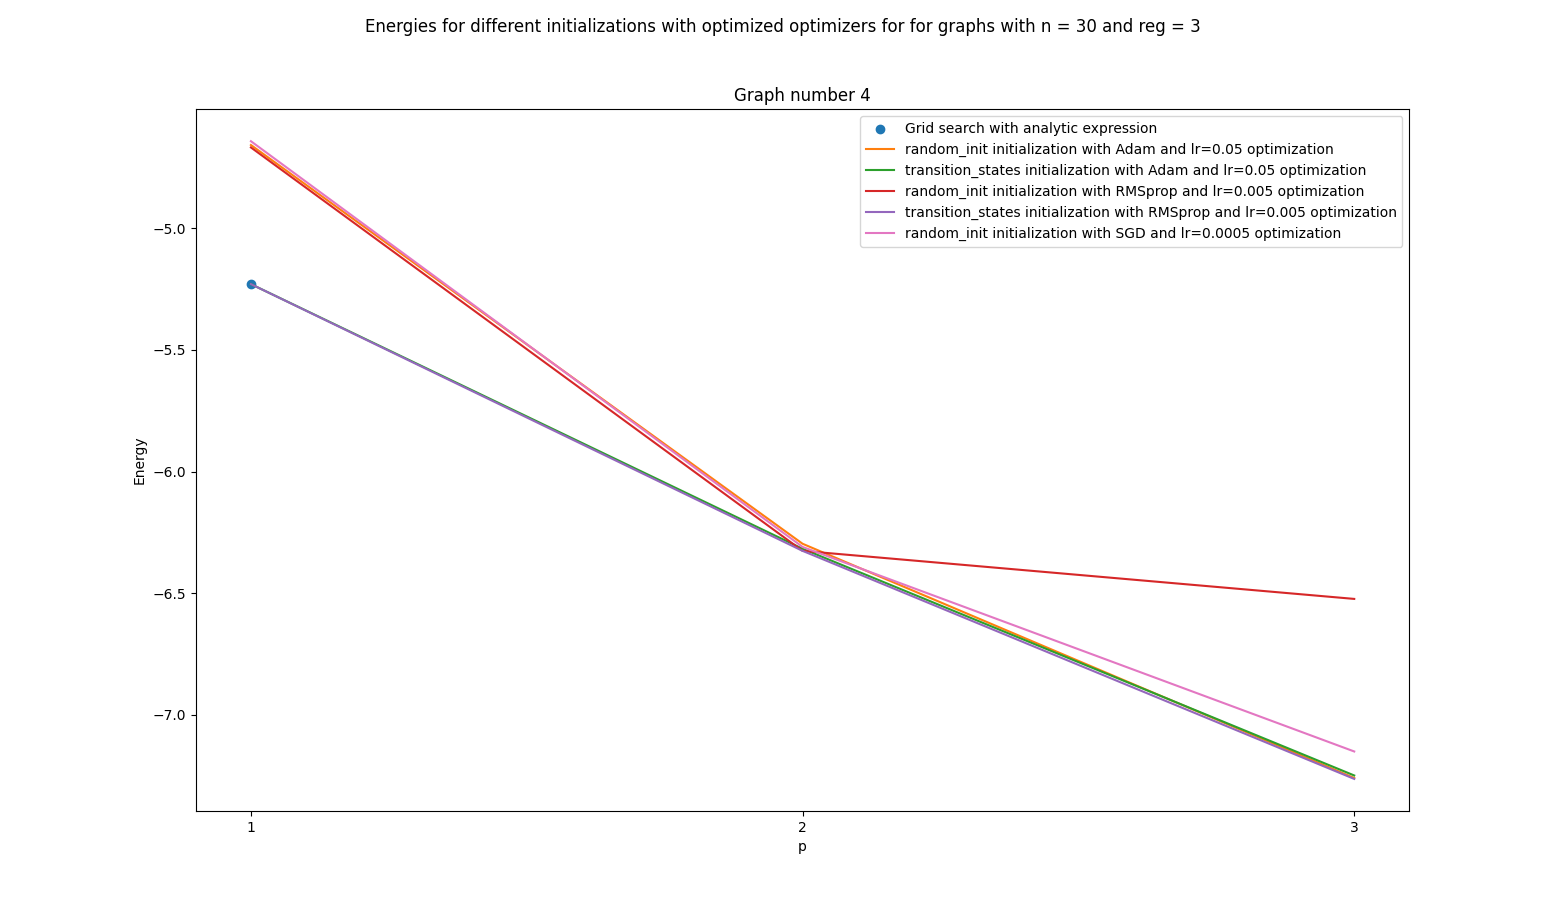 Energies for different initializations with optimized optimizers for for graphs with n = 30 and reg = 3
Graph number 4
Grid search with analytic expression
random_init initialization with Adam and lr=0.05 optimization
transition_states initialization with Adam and lr=0.05 optimization
random_init initialization with RMSprop and lr=0.005 optimization
transition_states initialization with RMSprop and lr=0.005 optimization
random_init initialization with SGD and lr=0.0005 optimization
−5.0
−5.5
−6.0
−6.5
−7.0
Energy
1
2
3
p